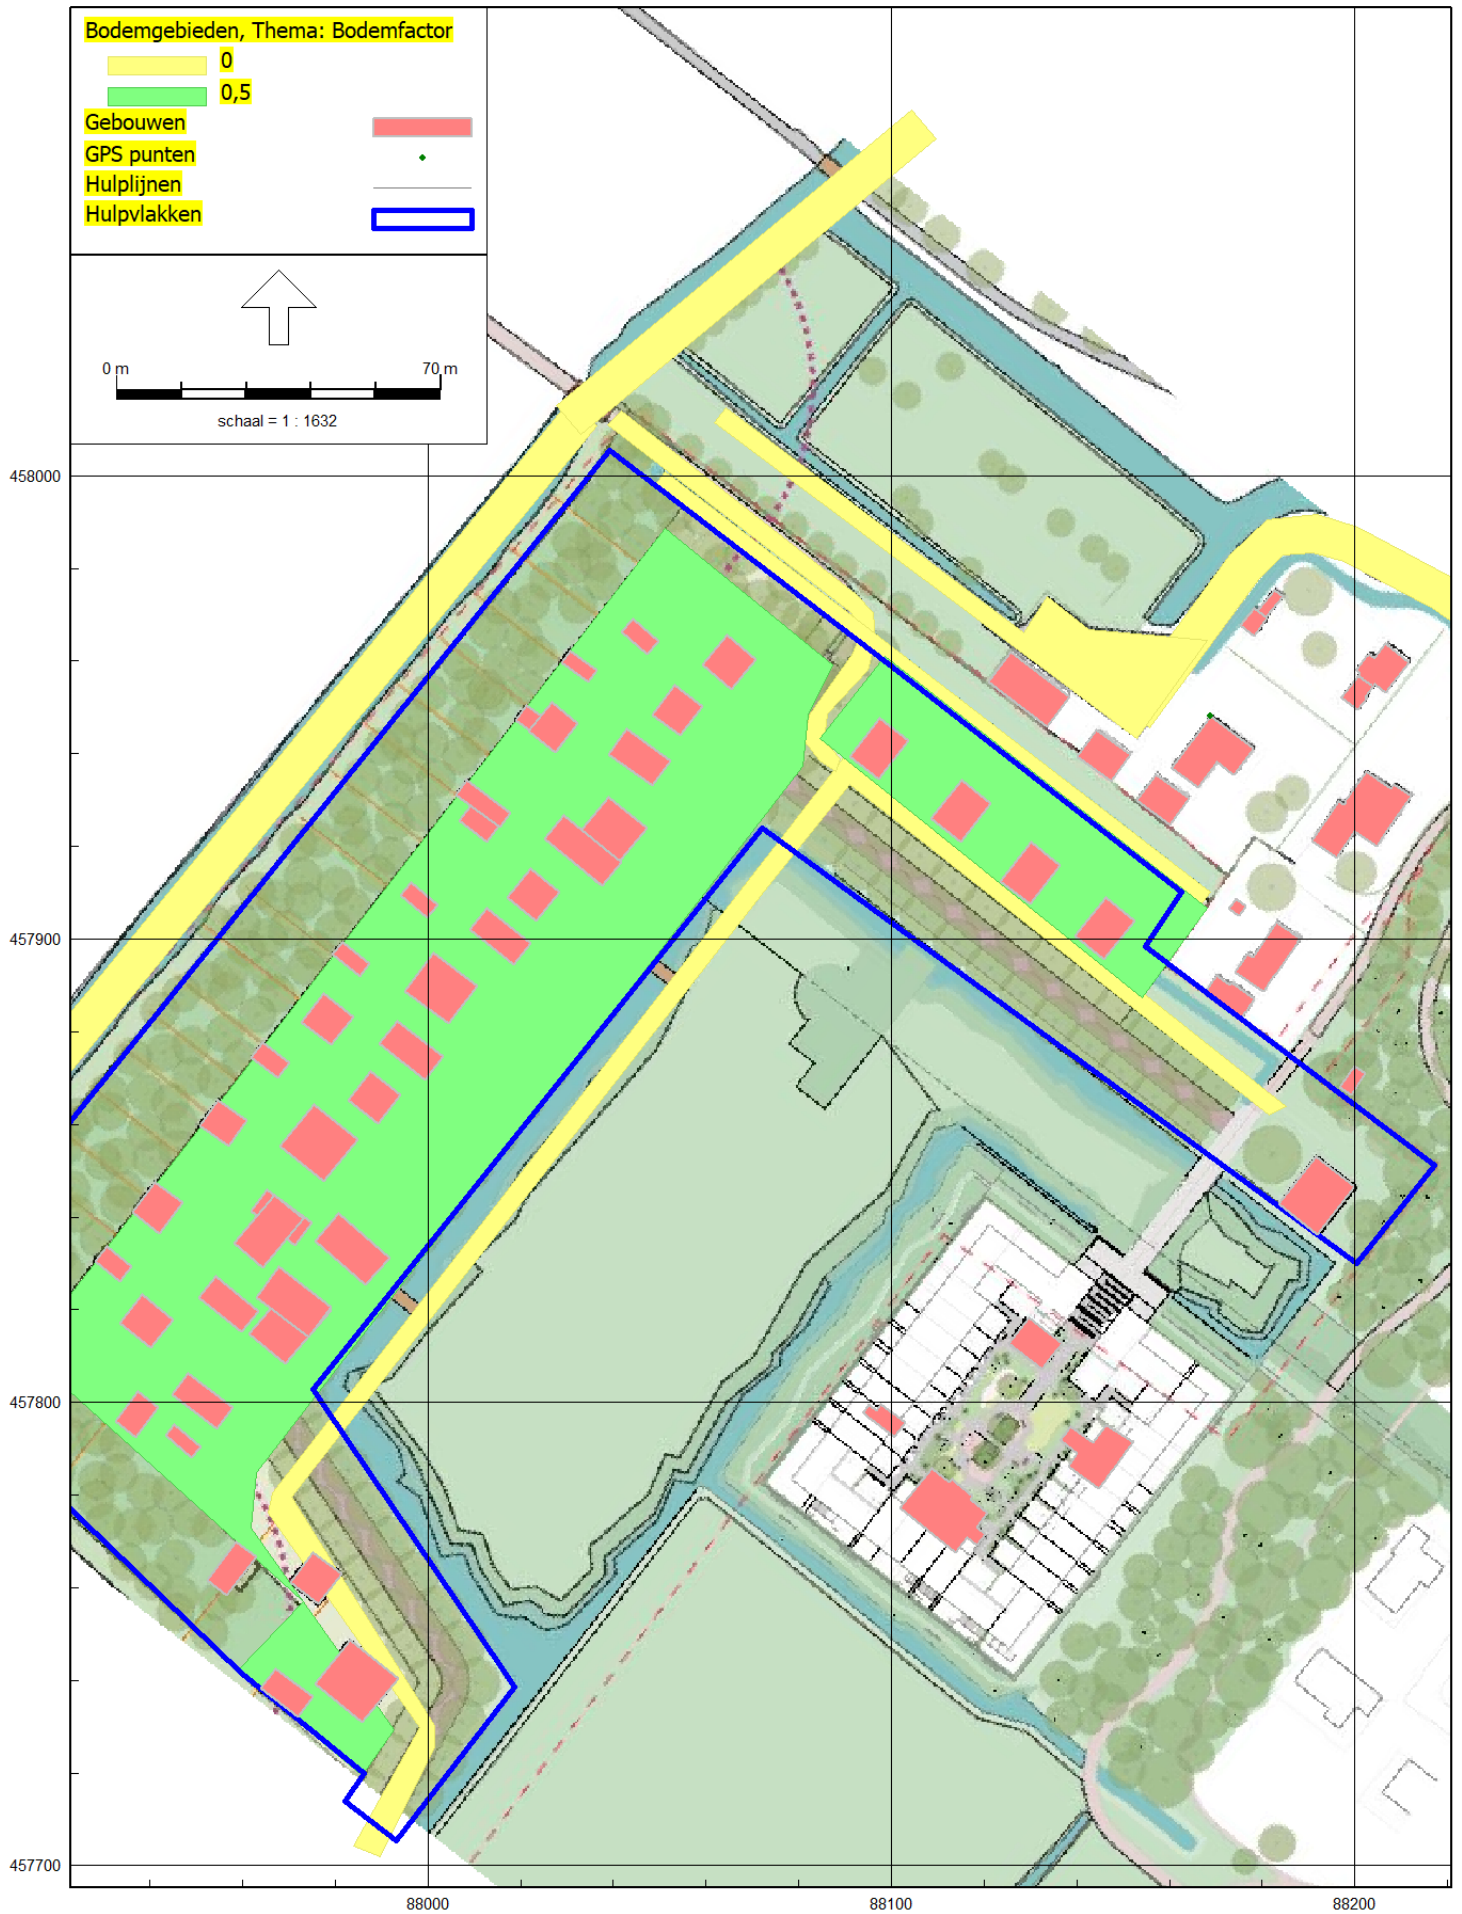 Bodemgebieden, Thema: Bodemfactor
0
0,5
Gebouwen
GPS punten
Hulplijnen
Hulpvlakken
0 m 70 m
schaal = 1 : 1632
458000
457900
457800
457700
88000 88100 88200